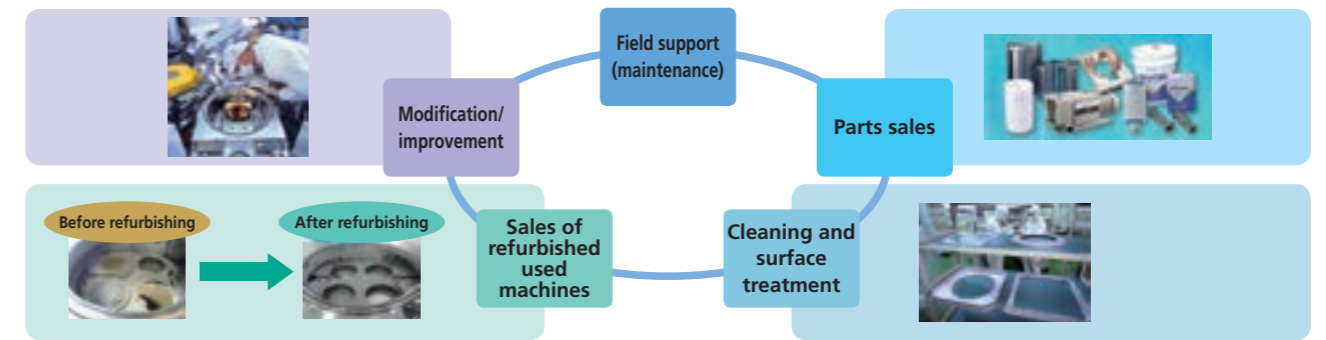 Field support
(maintenance)
Modification/
improvement
Parts sales
Before refurbishing
After refurbishing
Sales of
refurbished
used
machines
Cleaning and
surface
treatment